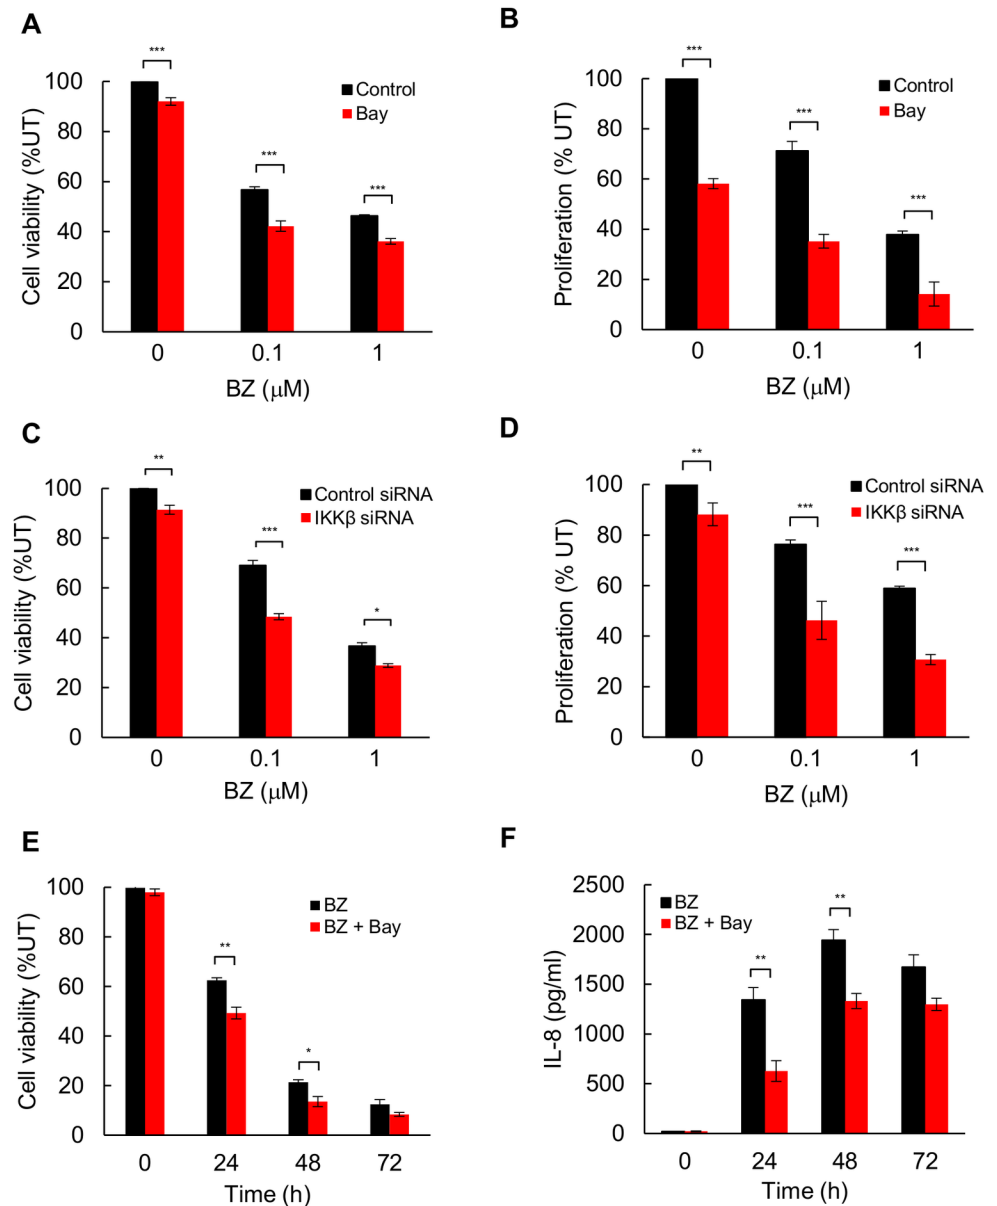 A
***
Control
Bay
***
***
Cell viability (%UT)
100
80
60
40
20
0
0
0.1
1
BZ (μM)
B
***
Control
Bay
***
***
Proliferation (% UT)
100
80
60
40
20
0
0
0.1
1
BZ (μM)
C
**
Control siRNA
IKKβ siRNA
***
*
Cell viability (%UT)
100
80
60
40
20
0
0
0.1
1
BZ (μM)
D
**
Control siRNA
IKKβ siRNA
***
***
Proliferation (% UT)
100
80
60
40
20
0
0
0.1
1
BZ (μM)
E
BZ
BZ + Bay
**
*
Cell viability (%UT)
100
80
60
40
20
0
0
24
48
72
Time (h)
F
BZ
BZ + Bay
**
**
IL-8 (pg/ml)
2500
2000
1500
1000
500
0
0
24
48
72
Time (h)